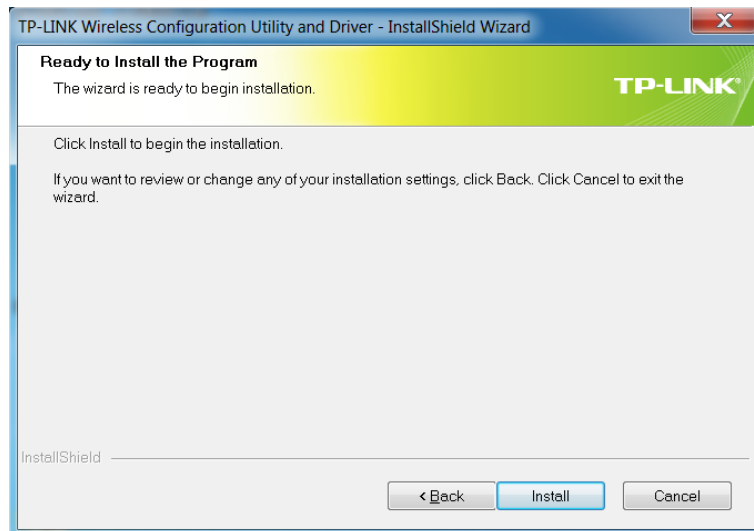 TP-LINK Wireless Configuration Utility and Driver - InstallShield Wizard
Ready to Install the Program
The wizard is ready to begin installation.
TP-LINK®
Click Install to begin the installation.
If you want to review or change any of your installation settings, click Back. Click Cancel to exit the
wizard.
InstallShield
< Back Install Cancel